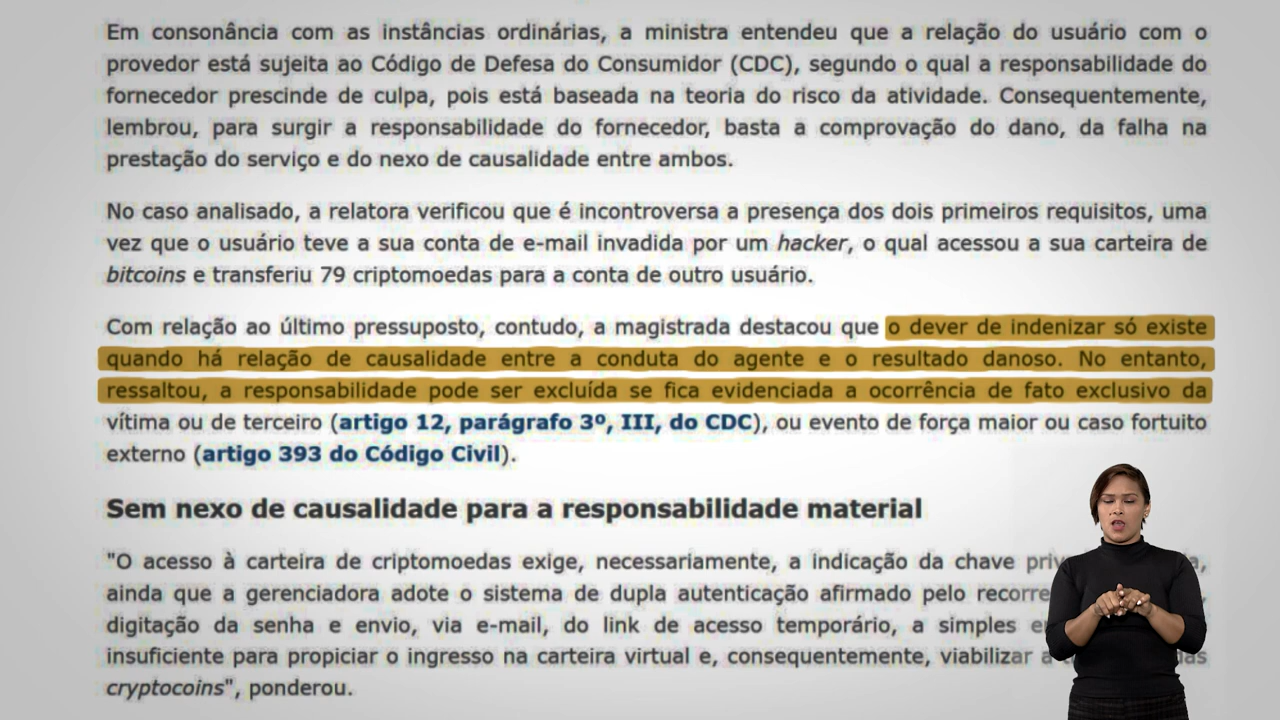 Em consonância com as instâncias ordinárias, a ministra entendeu que a relação do usuário com o
provedor está sujeita ao Código de Defesa do Consumidor (CDC), segundo o qual a responsabilidade do
fornecedor prescinde de culpa, pois está baseada na teoria do risco da atividade. Consequentemente,
lembrou, para surgir a responsabilidade do fornecedor, basta a comprovação do dano, da falha na
prestação do serviço e do nexo de causalidade entre ambos.
No caso analisado, a relatora verificou que é incontroversa a presença dos dois primeiros requisitos, uma
vez que o usuário teve a sua conta de e-mail invadida por um hacker, o qual acessou a sua carteira de
bitcoins e transferiu 79 criptomoedas para a conta de outro usuário.
Com relação ao último pressuposto, contudo, a magistrada destacou que o dever de indenizar só existe
quando há relação de causalidade entre a conduta do agente e o resultado danoso. No entanto,
ressaltou, a responsabilidade pode ser excluída se fica evidenciada a ocorrência de fato exclusivo da
vítima ou de terceiro (artigo 12, parágrafo 3º, III, do CDC), ou evento de força maior ou caso fortuito
externo (artigo 393 do Código Civil).
Sem nexo de causalidade para a responsabilidade material
"O acesso à carteira de criptomoedas exige, necessariamente, a indicação da chave
ainda que a gerenciadora adote o sistema de dupla autenticação afirmado pelo
digitação da senha e envio, via e-mail, do link de acesso temporário, a simples
insuficiente para propiciar o ingresso na carteira virtual e, consequentemente, viabilizar
cryptocoins", ponderou.